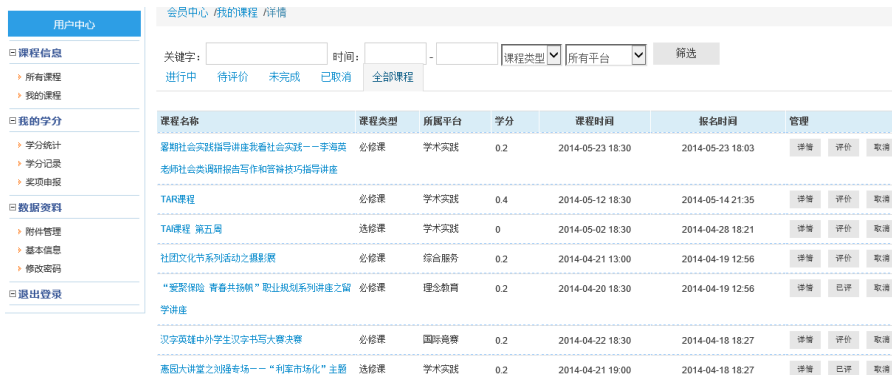 用户中心
课程信息
所有课程
我的课程
我的学分
学分统计
学分记录
奖项申报
数据资料
附件管理
基本信息
修改密码
退出登录
会员中心 /我的课程 /详情
关键字: 时间: - 课程类型 所有平台 筛选
进行中 待评价 未完成 已取消 全部课程
课程名称 课程类型 所属平台 学分 课程时间 报名时间 管理
暑期社会实践指导讲座我看社会实践——李海英 必修课 学术实践 0.2 2014-05-23 18:30 2014-05-23 18:03 详情 评价 取消
老师社会类调研报告写作和答辩技巧指导讲座
TAR课程 必修课 学术实践 0.4 2014-05-12 18:30 2014-05-14 21:35 详情 评价 取消
TAI课程 第五周 选修课 学术实践 0 2014-05-02 18:30 2014-04-28 18:21 详情 评价 取消
社团文化节系列活动之摄影展 必修课 综合服务 0.2 2014-04-21 13:00 2014-04-19 12:56 详情 评价 取消
“爱聚保险 青春共扬帆”职业规划系列讲座之留 必修课 理念教育 0.2 2014-04-20 18:30 2014-04-19 12:56 详情 已评 取消
学讲座
汉字英雄中外学生汉字书写大赛决赛 必修课 国际竞赛 0.2 2014-04-22 18:30 2014-04-18 18:27 详情 评价 取消
惠园大讲堂之刘强专场——“利率市场化”主题 选修课 学术实践 0.2 2014-04-21 19:00 2014-04-18 18:27 详情 已评 取消